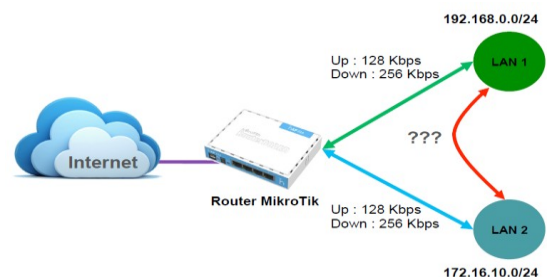 192.168.0.0/24
LAN 1
Up : 128 Kbps
Down : 256 Kbps
???
Internet
Router MikroTik
Up : 128 Kbps
Down : 256 Kbps
LAN 2
172.16.10.0/24